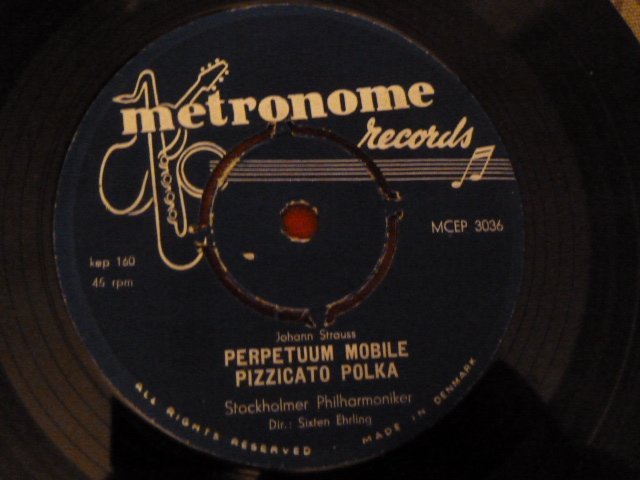 metronome
records
MCEP 3036
kep 160
45 rpm
Johann Strauss
PERPETUUM MOBILE
PIZZICATO POLKA
Stockholmer Philharmoniker
Dir.: Sixten Ehrling
ALL RIGHTS RESERVED
MADE IN DENMARK